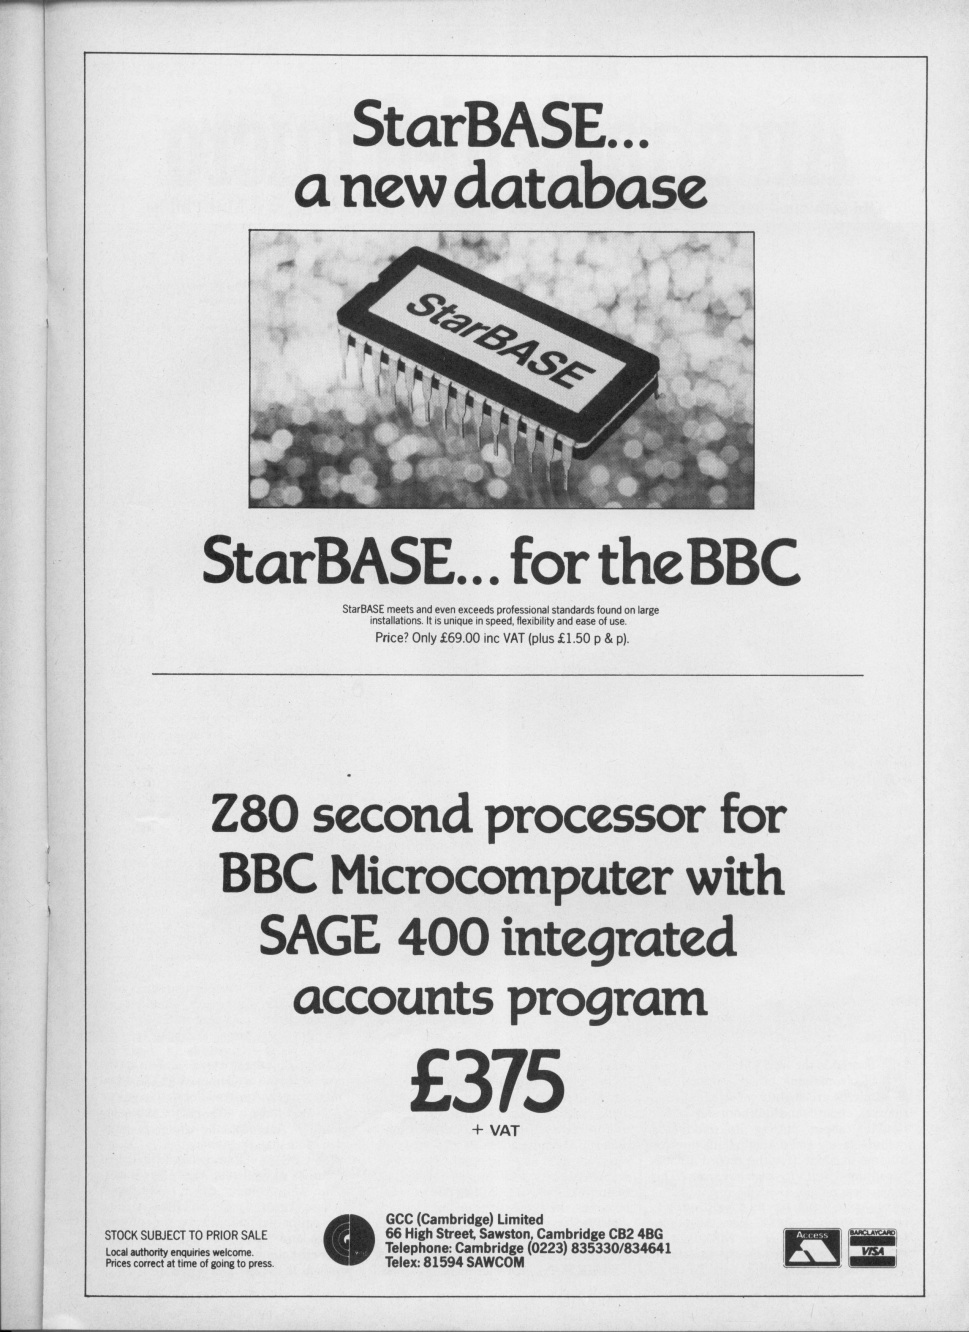 StarBASE...
a new database
StarBASE
StarBASE... for the BBC
StarBASE meets and even exceeds professional standards found on large
installations. It is unique in speed, flexibility and ease of use.
Price? Only £69.00 inc VAT (plus £1.50 p & p).
Z80 second processor for
BBC Microcomputer with
SAGE 400 integrated
accounts program
£375
+ VAT
STOCK SUBJECT TO PRIOR SALE
Local authority enquiries welcome.
Prices correct at time of going to press.
GCC (Cambridge) Limited
66 High Street, Sawston, Cambridge CB2 4BG
Telephone: Cambridge (0223) 835330/834641
Telex: 81594 SAWCOM
Access
BARCLAYCARD
VISA